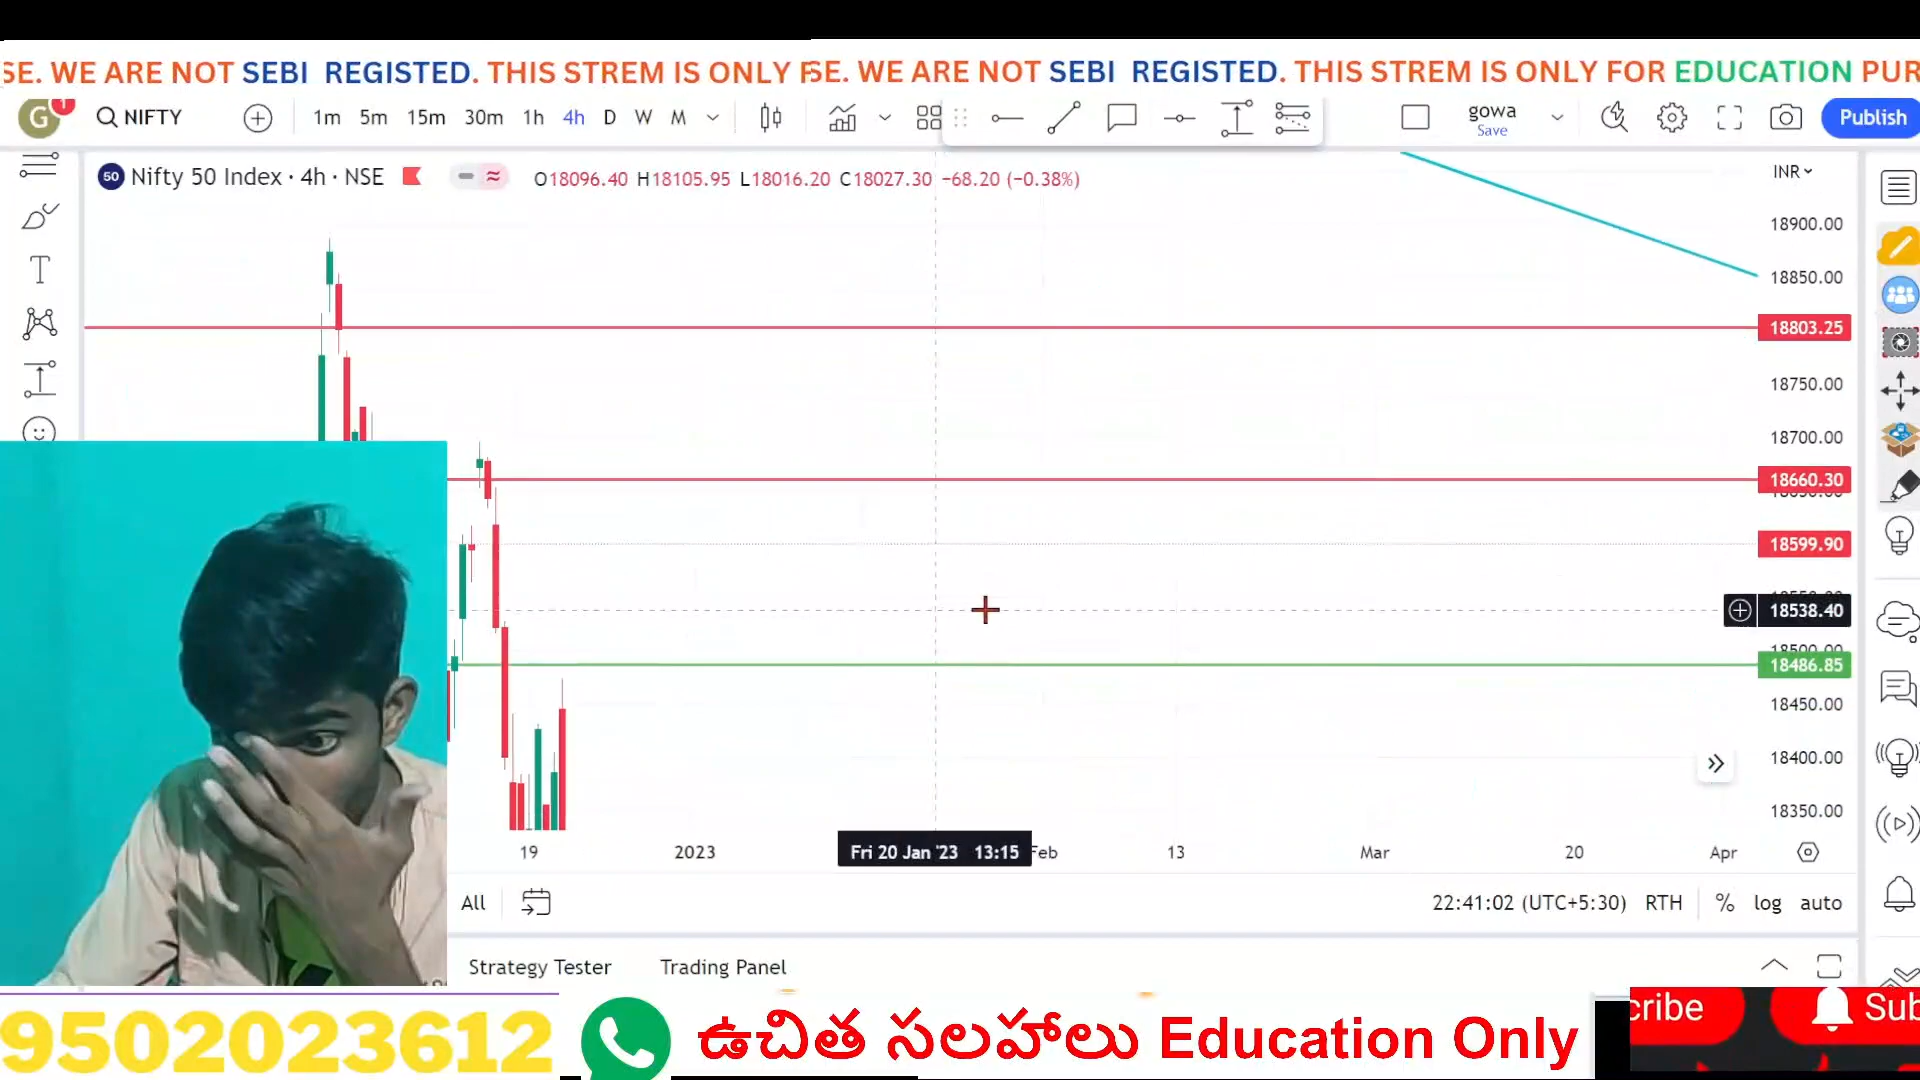 SE. WE ARE NOT SEBI REGISTED. THIS STREM IS ONLY F
SE. WE ARE NOT SEBI REGISTED. THIS STREM IS ONLY FOR EDUCATION PUR
G 1 NIFTY 1m 5m 15m 30m 1h 4h D W M gowa Save Publish
50 Nifty 50 Index · 4h · NSE O18096.40 H18105.95 L18016.20 C18027.30 −68.20 (−0.38%) INR
18900.00
18850.00
18803.25
18750.00
18700.00
18660.30
18599.90
18538.40
18486.85
18450.00
18400.00
18350.00
19 2023 Fri 20 Jan '23 13:15 Feb 13 Mar 20 Apr
All 22:41:02 (UTC+5:30) RTH % log auto
Strategy Tester Trading Panel
9502023612 ఉచిత సలహాలు Education Only
cribe Sub